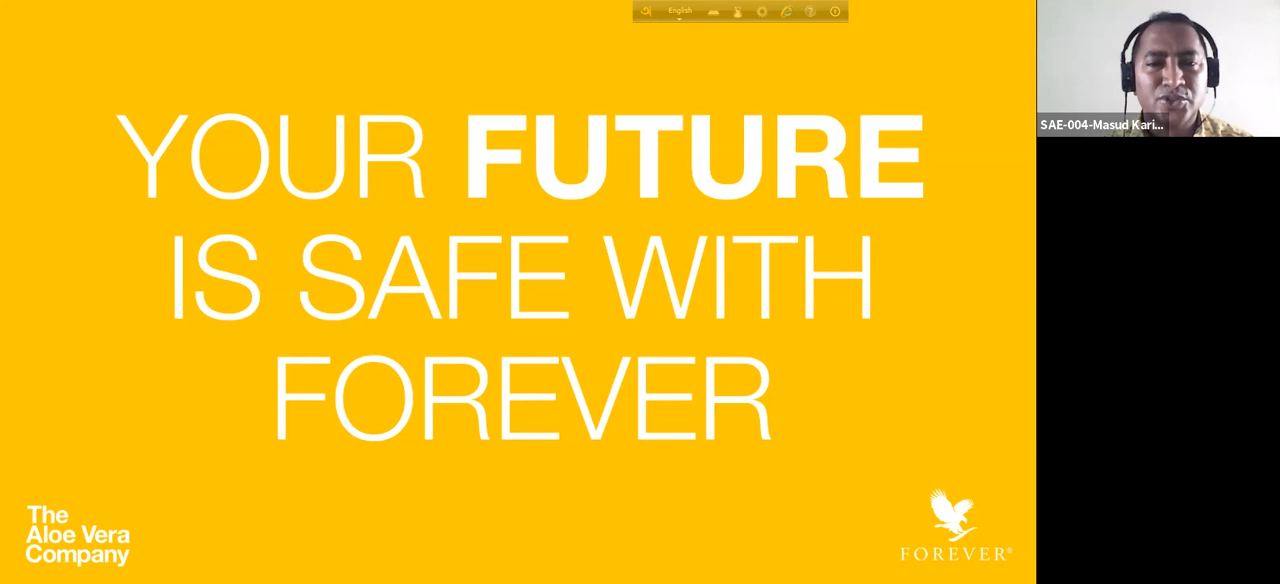 অ English
YOUR FUTURE
IS SAFE WITH
FOREVER
The
Aloe Vera
Company
FOREVER®
SAE-004-Masud Kari...